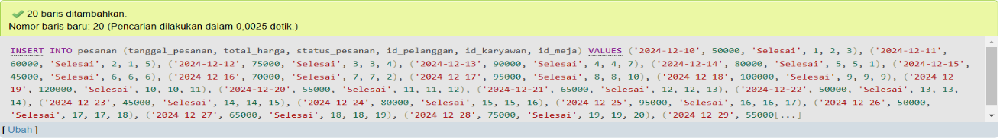 20 baris ditambahkan.
Nomor baris baru: 20 (Pencarian dilakukan dalam 0,0025 detik.)
INSERT INTO pesanan (tanggal_pesanan, total_harga, status_pesanan, id_pelanggan, id_karyawan, id_meja) VALUES ('2024-12-10', 50000, 'Selesai', 1, 2, 3), ('2024-12-11',
60000, 'Selesai', 2, 1, 5), ('2024-12-12', 75000, 'Selesai', 3, 3, 4), ('2024-12-13', 90000, 'Selesai', 4, 4, 7), ('2024-12-14', 80000, 'Selesai', 5, 5, 1), ('2024-12-15',
45000, 'Selesai', 6, 6, 6), ('2024-12-16', 70000, 'Selesai', 7, 7, 2), ('2024-12-17', 95000, 'Selesai', 8, 8, 10), ('2024-12-18', 100000, 'Selesai', 9, 9, 9), ('2024-12-
19', 120000, 'Selesai', 10, 10, 11), ('2024-12-20', 55000, 'Selesai', 11, 11, 12), ('2024-12-21', 65000, 'Selesai', 12, 12, 13), ('2024-12-22', 50000, 'Selesai', 13, 13,
14), ('2024-12-23', 45000, 'Selesai', 14, 14, 15), ('2024-12-24', 80000, 'Selesai', 15, 15, 16), ('2024-12-25', 95000, 'Selesai', 16, 16, 17), ('2024-12-26', 50000,
'Selesai', 17, 17, 18), ('2024-12-27', 65000, 'Selesai', 18, 18, 19), ('2024-12-28', 75000, 'Selesai', 19, 19, 20), ('2024-12-29', 55000[...]
[ Ubah ]